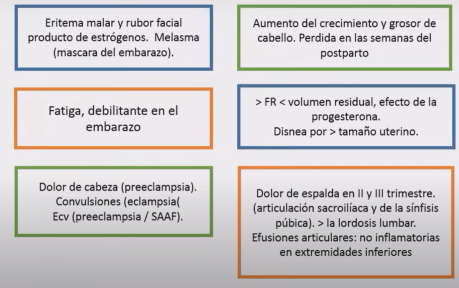 Eritema malar y rubor facial
producto de estrógenos. Melasma
(mascara del embarazo).
Aumento del crecimiento y grosor de
cabello. Perdida en las semanas del
postparto
Fatiga, debilitante en el
embarazo
> FR < volumen residual, efecto de la
progesterona.
Disnea por > tamaño uterino.
Dolor de cabeza (preeclampsia).
Convulsiones (eclampsia(
Ecv (preeclampsia / SAAF).
Dolor de espalda en II y III trimestre.
(articulación sacroilíaca y de la sínfisis
púbica). > la lordosis lumbar.
Efusiones articulares: no inflamatorias
en extremidades inferiores